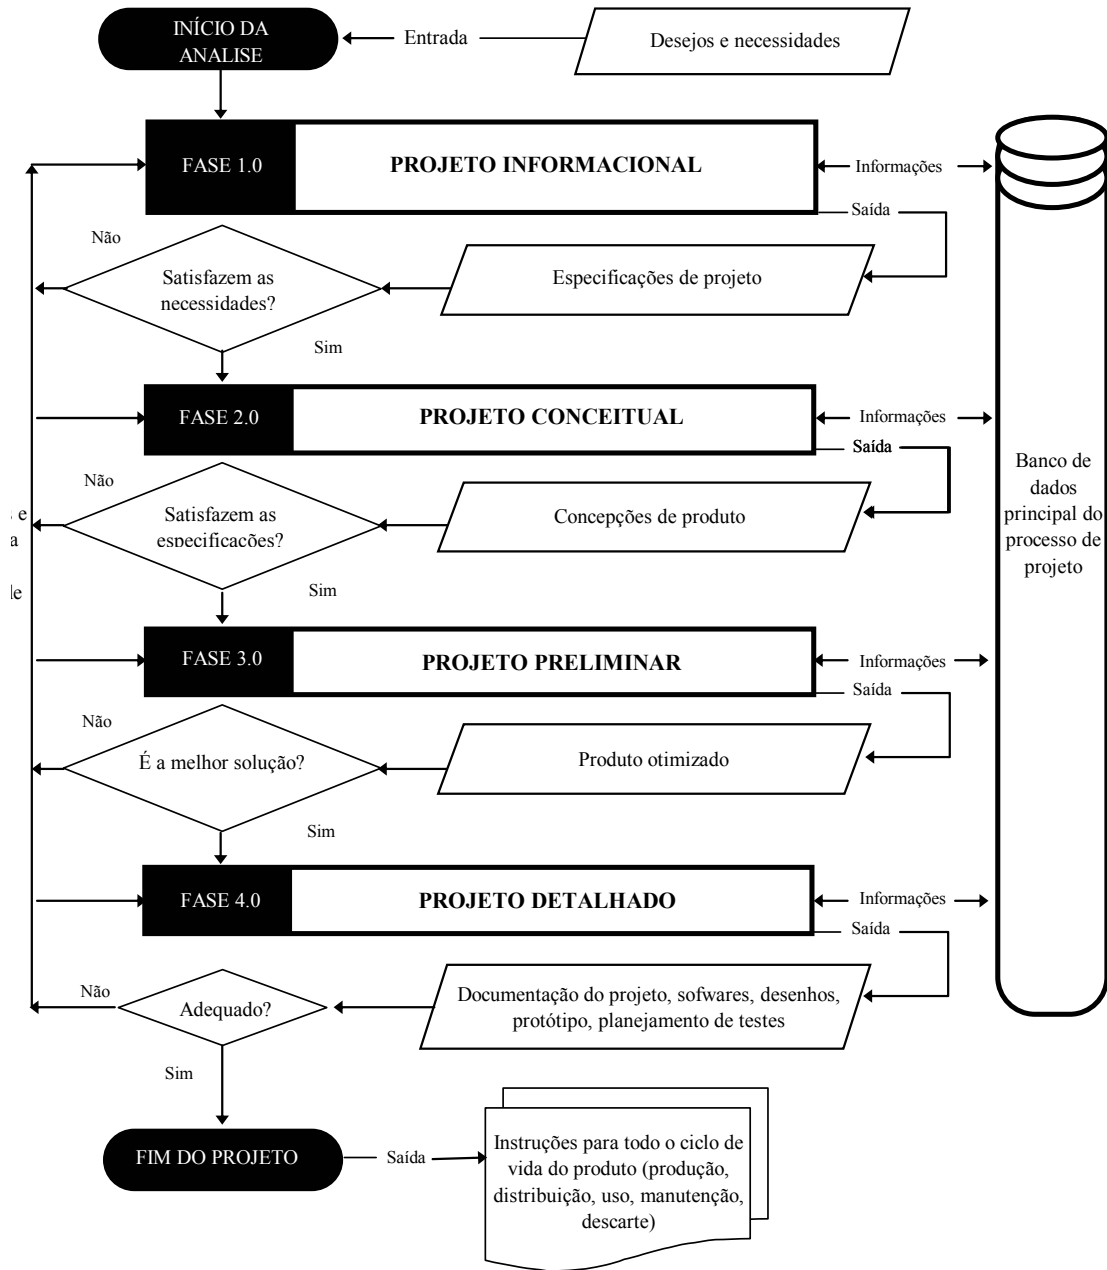 INÍCIO DA
ANALISE
Entrada
Desejos e necessidades
FASE 1.0
PROJETO INFORMACIONAL
Informações
Saída
Não
Satisfazem as
necessidades?
Especificações de projeto
Sim
FASE 2.0
PROJETO CONCEITUAL
Informações
Saída
Não
Satisfazem as
especificações?
Concepções de produto
Banco de
dados
principal do
processo de
projeto
e
a
de
Sim
FASE 3.0
PROJETO PRELIMINAR
Informações
Saída
Não
É a melhor solução?
Produto otimizado
Sim
FASE 4.0
PROJETO DETALHADO
Informações
Saída
Não
Adequado?
Documentação do projeto, sofwares, desenhos,
protótipo, planejamento de testes
Sim
FIM DO PROJETO
Saída
Instruções para todo o ciclo de
vida do produto (produção,
distribuição, uso, manutenção,
descarte)